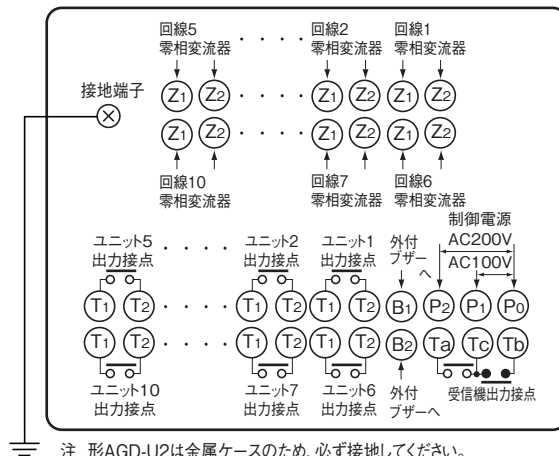 回線5
零相変流器
・ ・ ・ ・
回線2
零相変流器
回線1
零相変流器
接地端子
Z1 Z2 ・ ・ ・ ・ Z1 Z2 Z1 Z2
Z1 Z2 ・ ・ ・ ・ Z1 Z2 Z1 Z2
回線10
零相変流器
回線7
零相変流器
回線6
零相変流器
制御電源
AC200V
AC100V
ユニット5
出力接点
・ ・ ・ ・
ユニット2
出力接点
ユニット1
出力接点
外付
ブザー
へ
T1 T2 ・ ・ ・ ・ T1 T2 T1 T2 B1 P2 P1 P0
T1 T2 ・ ・ ・ ・ T1 T2 T1 T2 B2 Ta Tc Tb
ユニット10
出力接点
ユニット7
出力接点
ユニット6
出力接点
外付
ブザーへ
受信機出力接点
注 形AGD-U2は金属ケースのため、必ず接地してください。